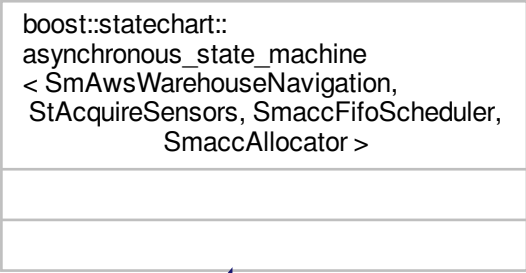 boost::statechart::
asynchronous_state_machine
< SmAwsWarehouseNavigation,
StAcquireSensors, SmaccFifoScheduler,
SmaccAllocator >